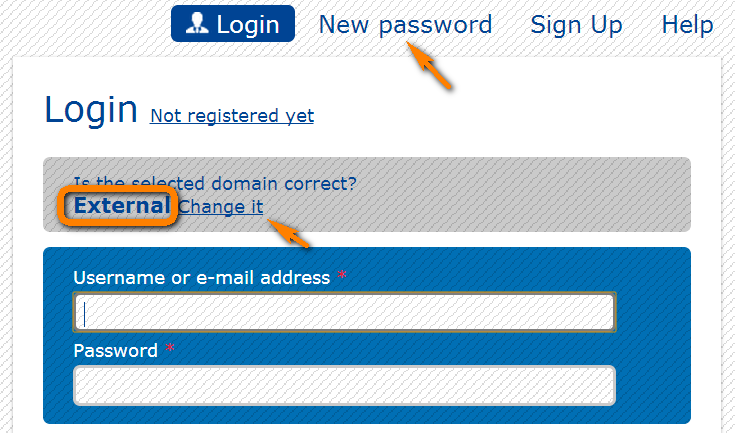 Login New password Sign Up Help
Login Not registered yet
Is the selected domain correct?
External Change it
Username or e-mail address *
Password *